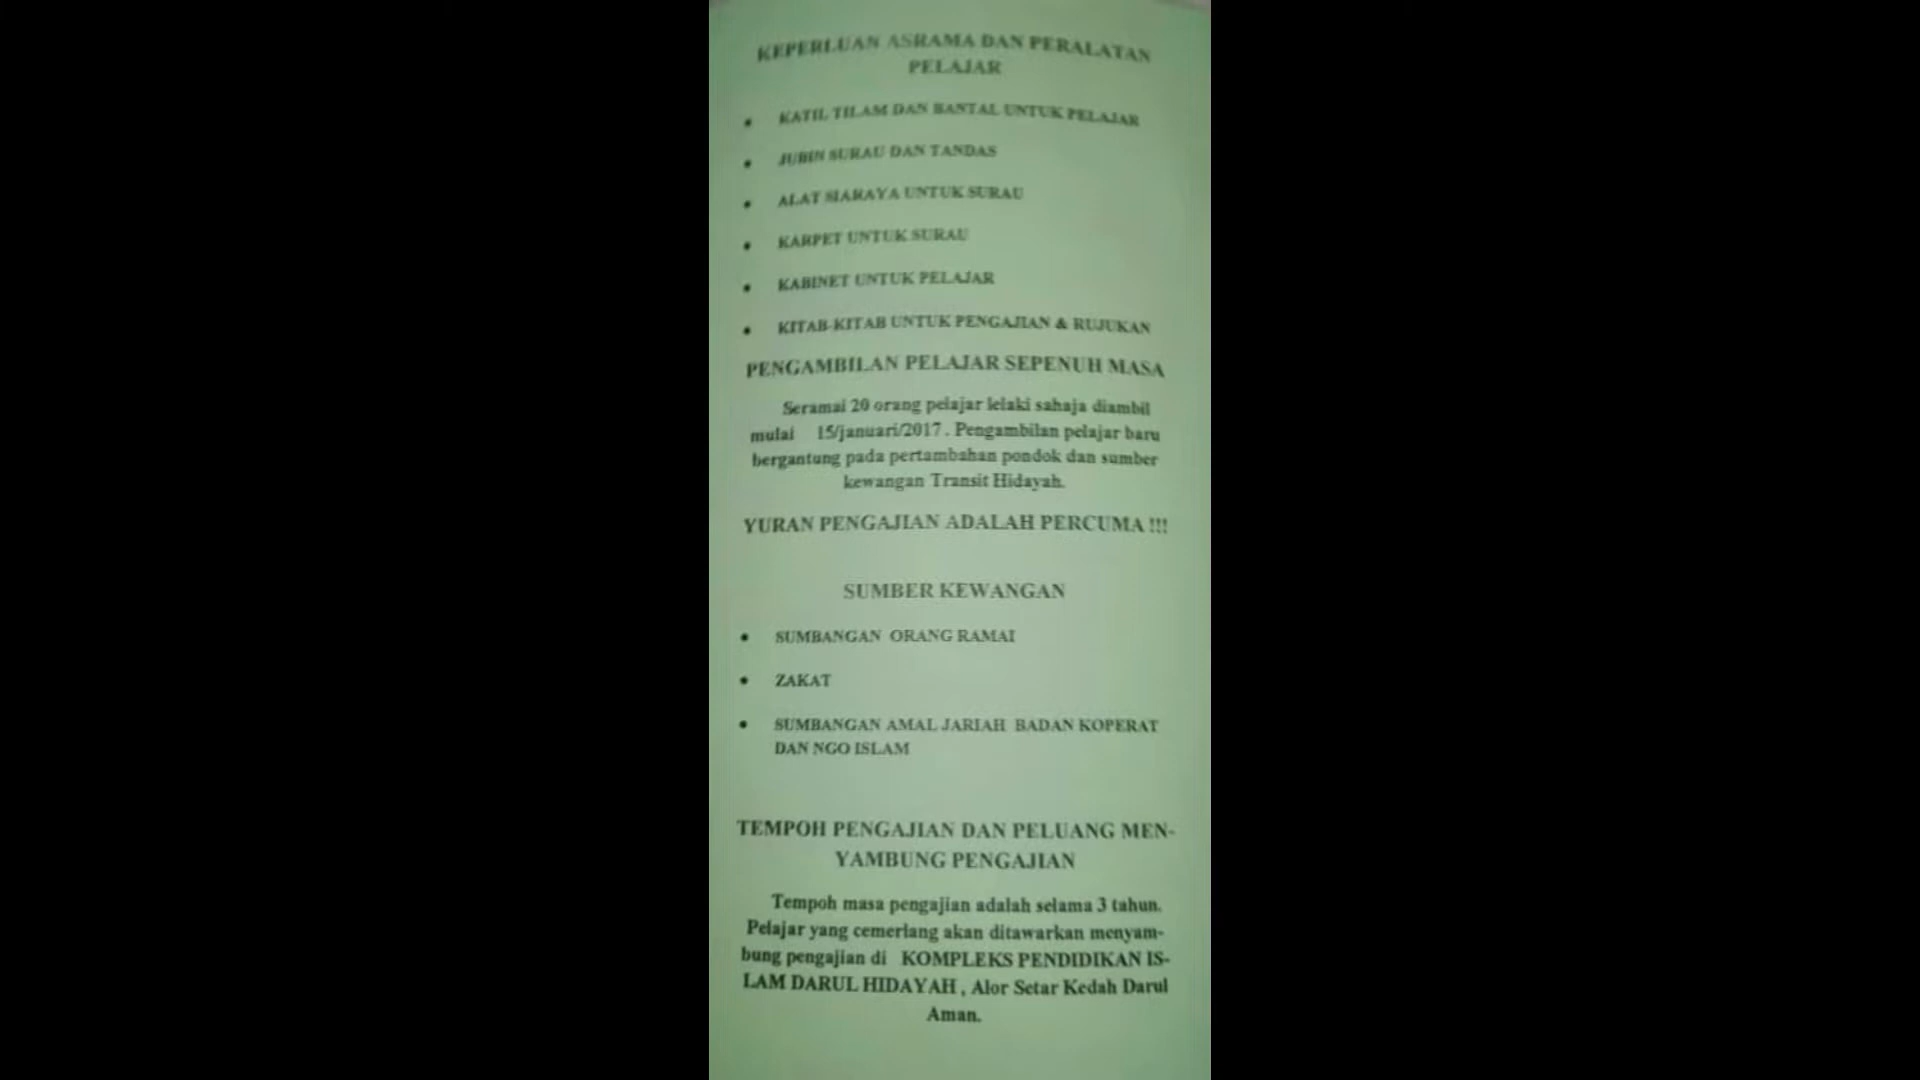 KEPERLUAN ASRAMA DAN PERALATAN
PELAJAR
• KATIL TILAM DAN BANTAL UNTUK PELAJAR
• JUBIN SURAU DAN TANDAS
• ALAT SIARAYA UNTUK SURAU
• KARPET UNTUK SURAU
• KABINET UNTUK PELAJAR
• KITAB-KITAB UNTUK PENGAJIAN & RUJUKAN
PENGAMBILAN PELAJAR SEPENUH MASA
Seramai 20 orang pelajar lelaki sahaja diambil
mulai 15/januari/2017 . Pengambilan pelajar baru
bergantung pada pertambahan pondok dan sumber
kewangan Transit Hidayah.
YURAN PENGAJIAN ADALAH PERCUMA !!!
SUMBER KEWANGAN
• SUMBANGAN ORANG RAMAI
• ZAKAT
• SUMBANGAN AMAL JARIAH BADAN KOPERAT
DAN NGO ISLAM
TEMPOH PENGAJIAN DAN PELUANG MEN-
YAMBUNG PENGAJIAN
Tempoh masa pengajian adalah selama 3 tahun.
Pelajar yang cemerlang akan ditawarkan menyam-
bung pengajian di KOMPLEKS PENDIDIKAN IS-
LAM DARUL HIDAYAH , Alor Setar Kedah Darul
Aman.